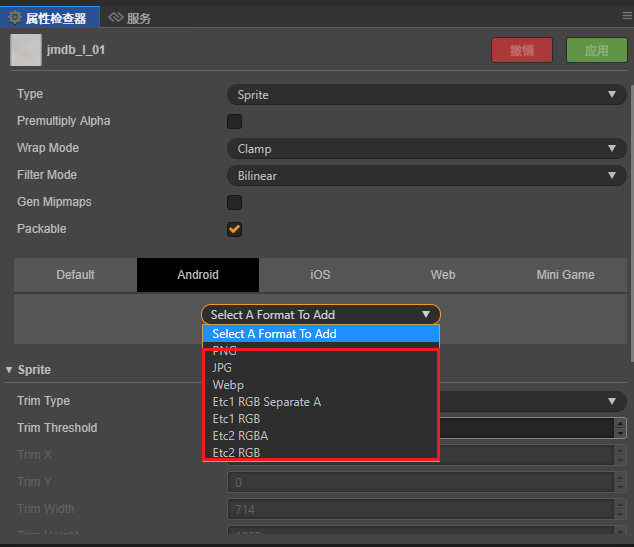 属性检查器 服务
jmdb_l_01 撤销 应用
Type Sprite
Premultiply Alpha
Wrap Mode Clamp
Filter Mode Bilinear
Gen Mipmaps
Packable
Default Android iOS Web Mini Game
Select A Format To Add
Select A Format To Add
PNG
JPG
Webp
Etc1 RGB Separate A
Etc1 RGB
Etc2 RGBA
Etc2 RGB
Sprite
Trim Type
Trim Threshold
Trim X
Trim Y 0
Trim Width 714
Trim Height